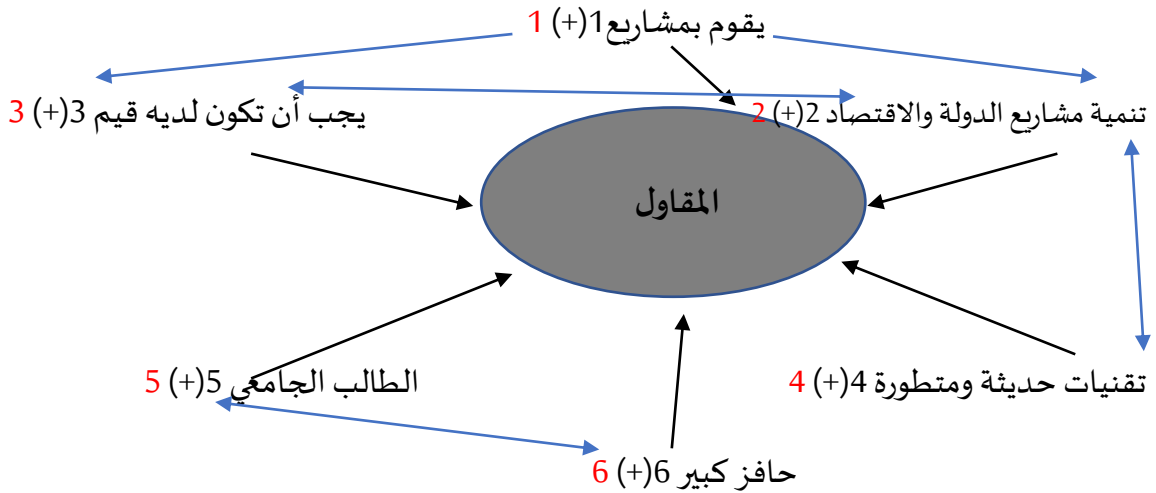 يقوم بمشاريع1(+) 1
تنمية مشاريع الدولة والاقتصاد 2(+) 2
يجب أن تكون لديه قيم 3(+) 3
المقاول
تقنيات حديثة ومتطورة 4(+) 4
الطالب الجامعي 5(+) 5
حافز كبير 6(+) 6